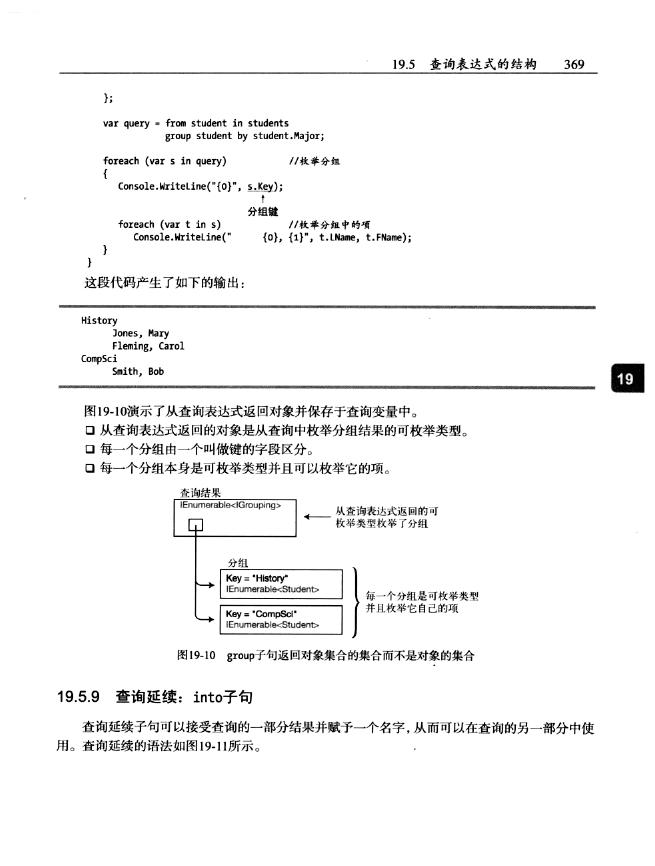 19.5 查询表达式的结构 369
};
var query = from student in students
group student by student.Major;
foreach (var s in query) //枚举分组
{
Console.WriteLine("{0}", s.Key);
分组键
foreach (var t in s) //枚举分组中的项
Console.WriteLine(" {0}, {1}", t.LName, t.FName);
}
}
这段代码产生了如下的输出：
History
Jones, Mary
Fleming, Carol
CompSci
Smith, Bob
19
图19-10演示了从查询表达式返回对象并保存于查询变量中。
从查询表达式返回的对象是从查询中枚举分组结果的可枚举类型。
每一个分组由一个叫做键的字段区分。
每一个分组本身是可枚举类型并且可以枚举它的项。
查询结果
IEnumerable<IGrouping>
从查询表达式返回的可
枚举类型枚举了分组
分组
Key = "History"
IEnumerable<Student>
Key = "CompSci"
IEnumerable<Student>
每一个分组是可枚举类型
并且枚举它自己的项
图19-10 group子句返回对象集合的集合而不是对象的集合
19.5.9 查询延续：into子句
查询延续子句可以接受查询的一部分结果并赋予一个名字，从而可以在查询的另一部分中使
用。查询延续的语法如图19-11所示。